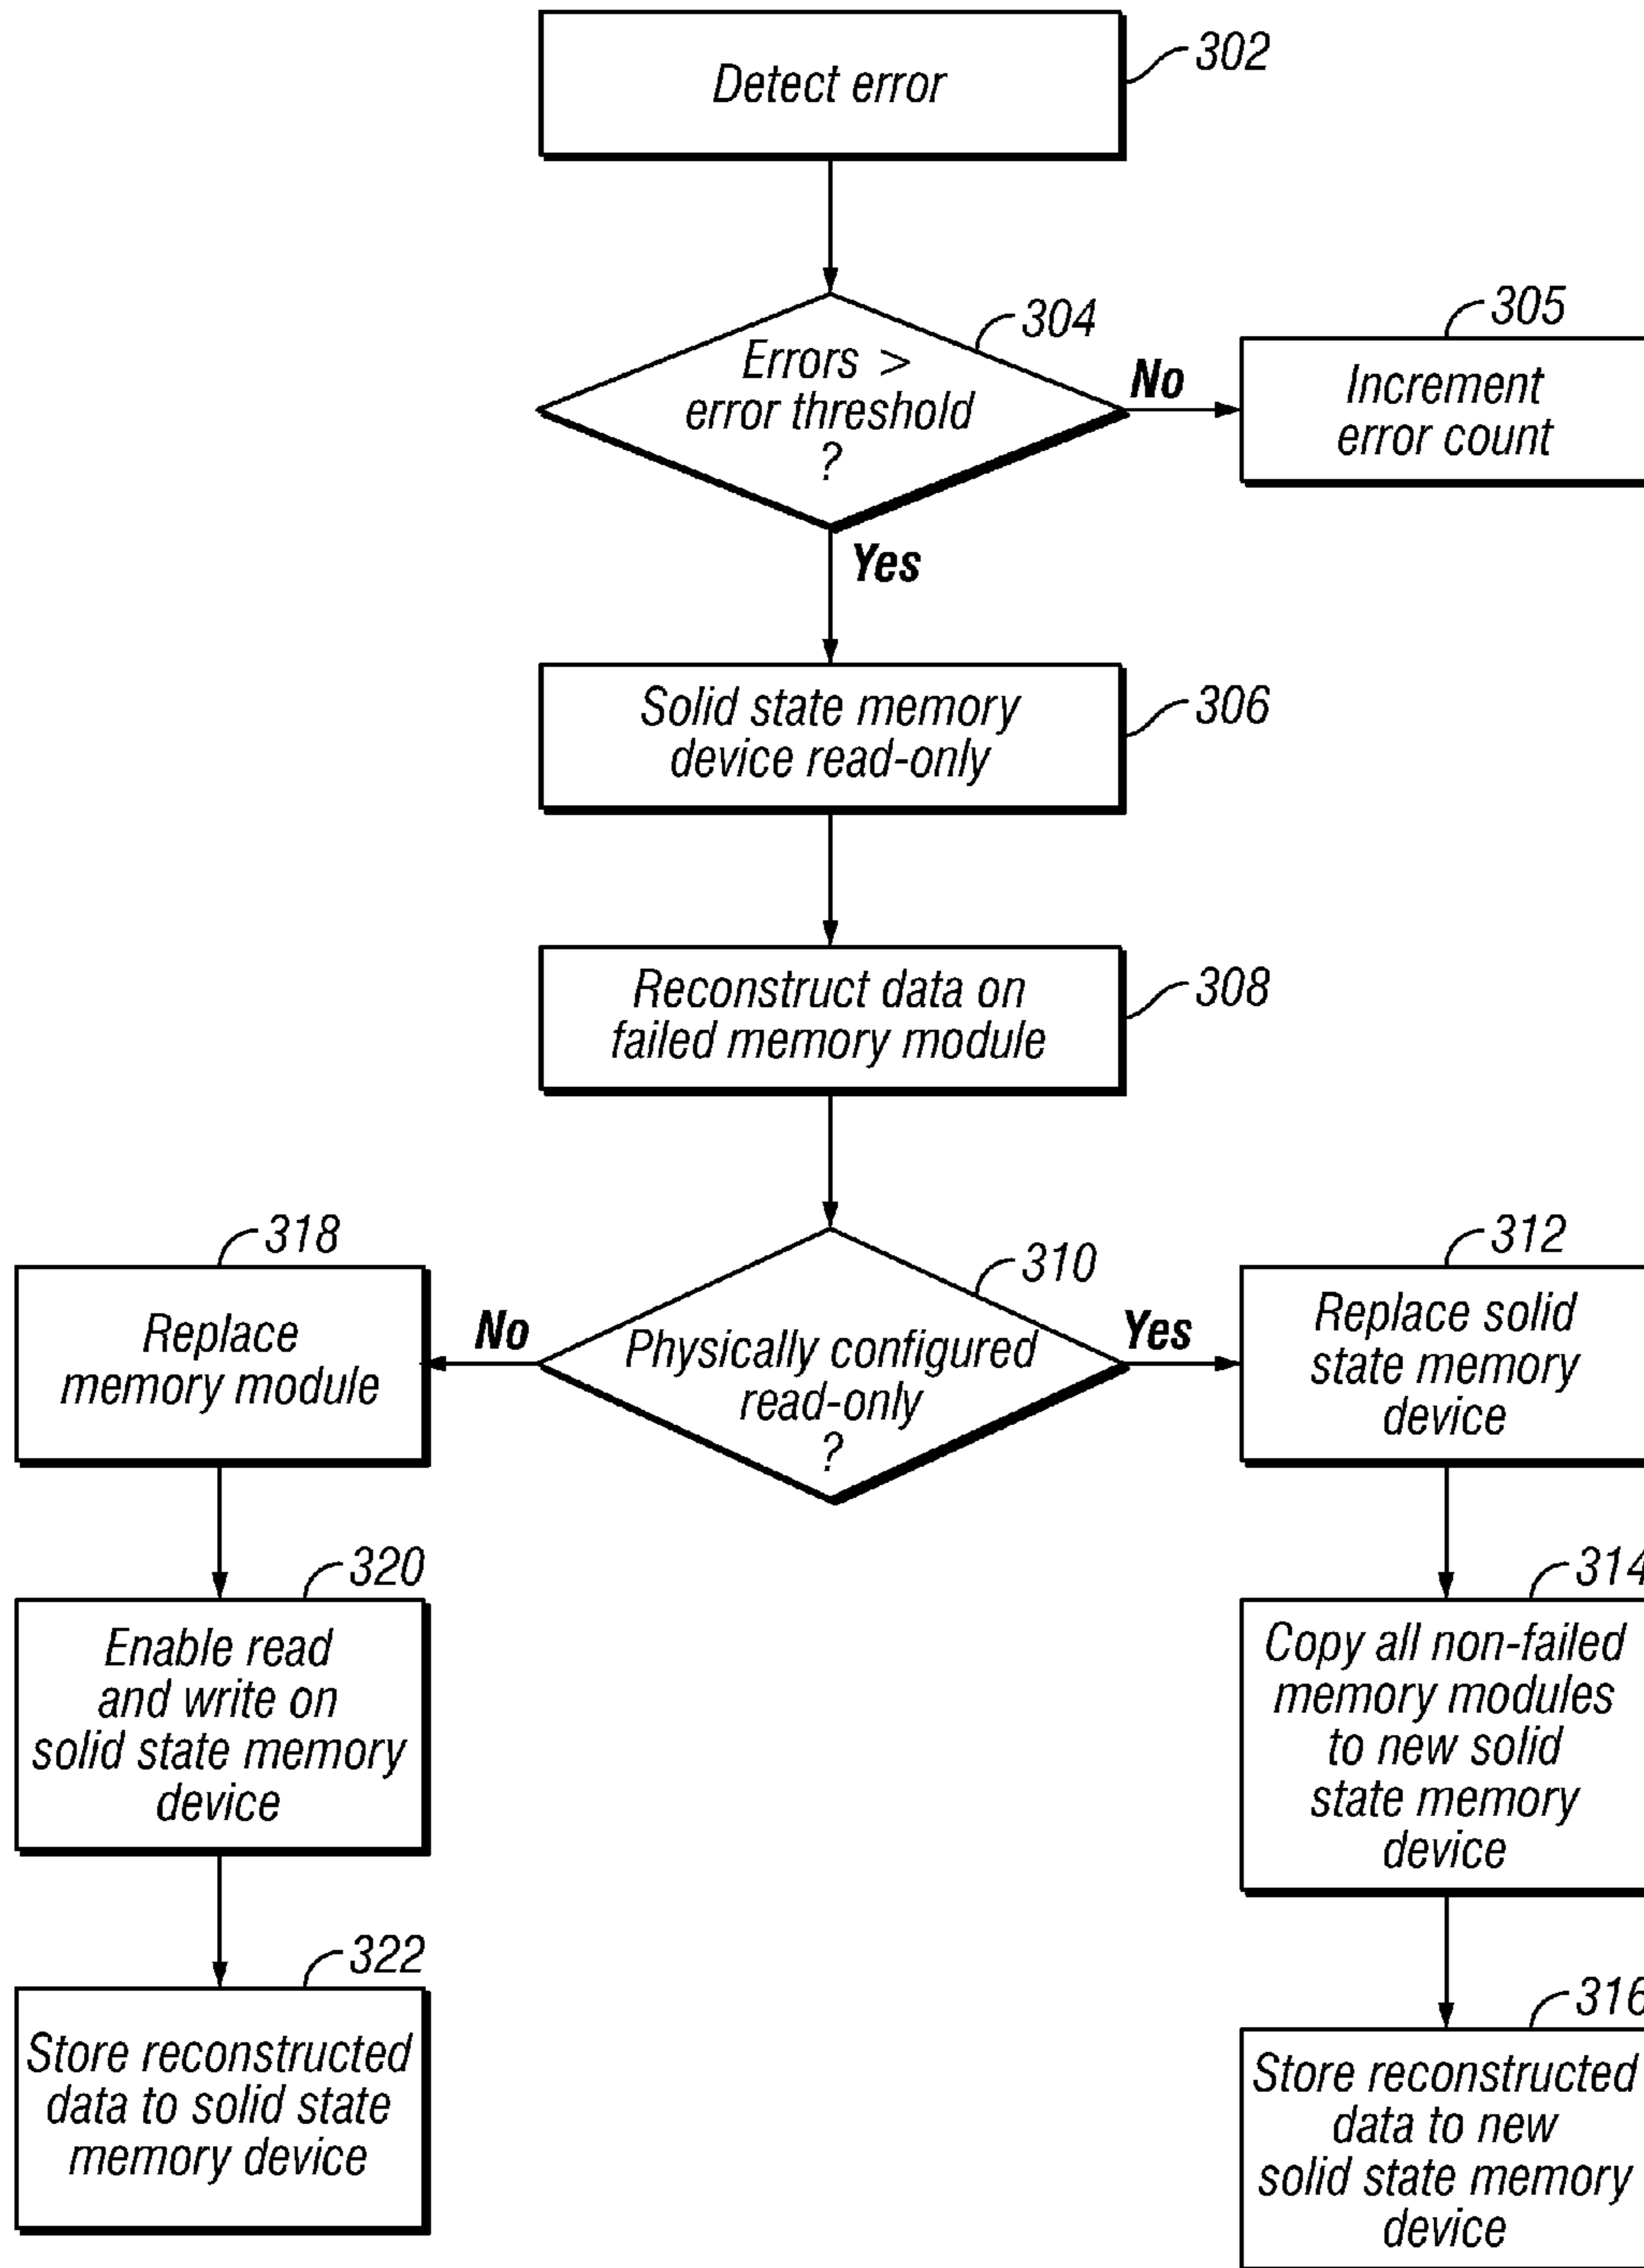 302
Detect error
304
Errors >
error threshold
?
No
305
Increment
error count
Yes
306
Solid state memory
device read-only
308
Reconstruct data on
failed memory module
310
Physically configured
read-only
?
No
Yes
318
Replace
memory module
312
Replace solid
state memory
device
320
Enable read
and write on
solid state memory
device
314
Copy all non-failed
memory modules
to new solid
state memory
device
322
Store reconstructed
data to solid state
memory device
316
Store reconstructed
data to new
solid state memory
device